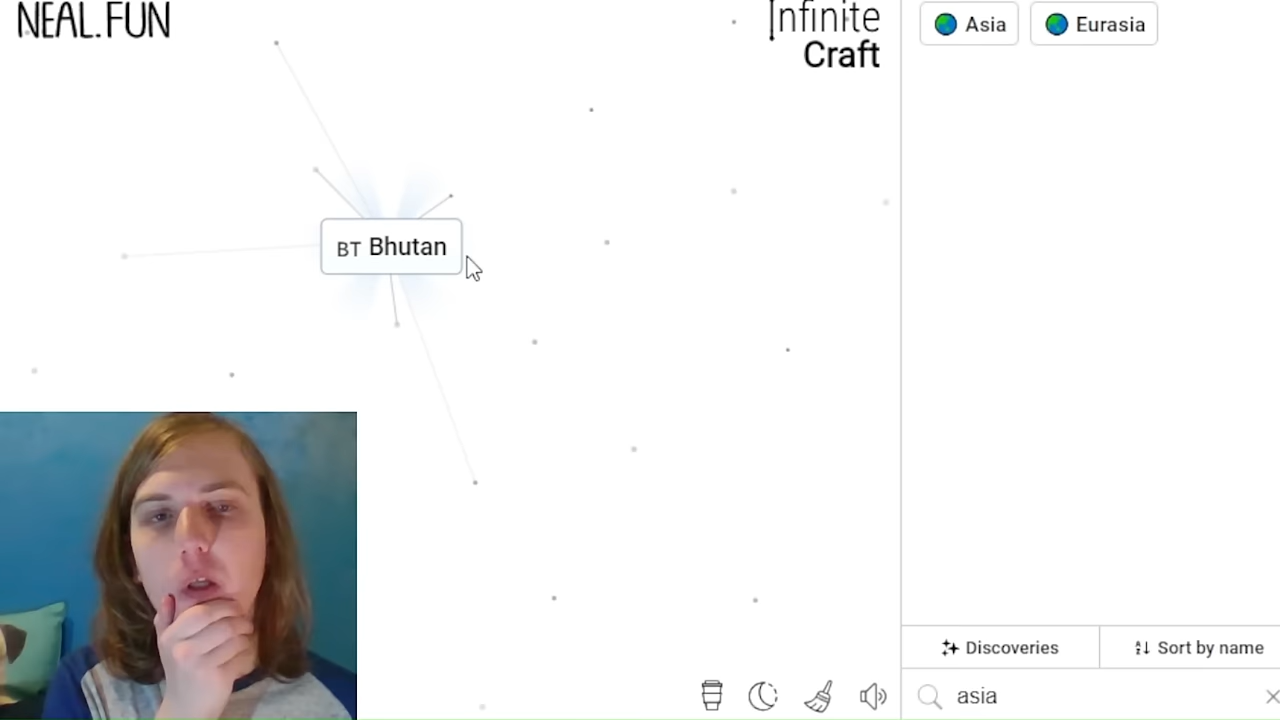 NEAL.FUN
Infinite
Craft
Asia
Eurasia
BT Bhutan
Discoveries
Sort by name
asia